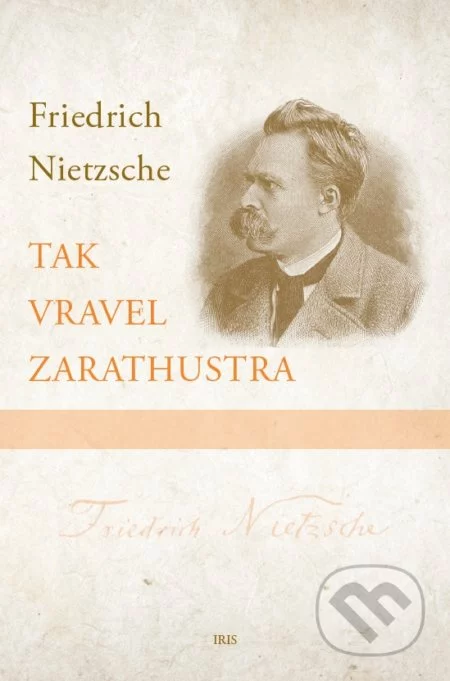 Friedrich
Nietzsche
TAK
VRAVEL
ZARATHUSTRA
Friedrich Nietzsche
IRIS
m